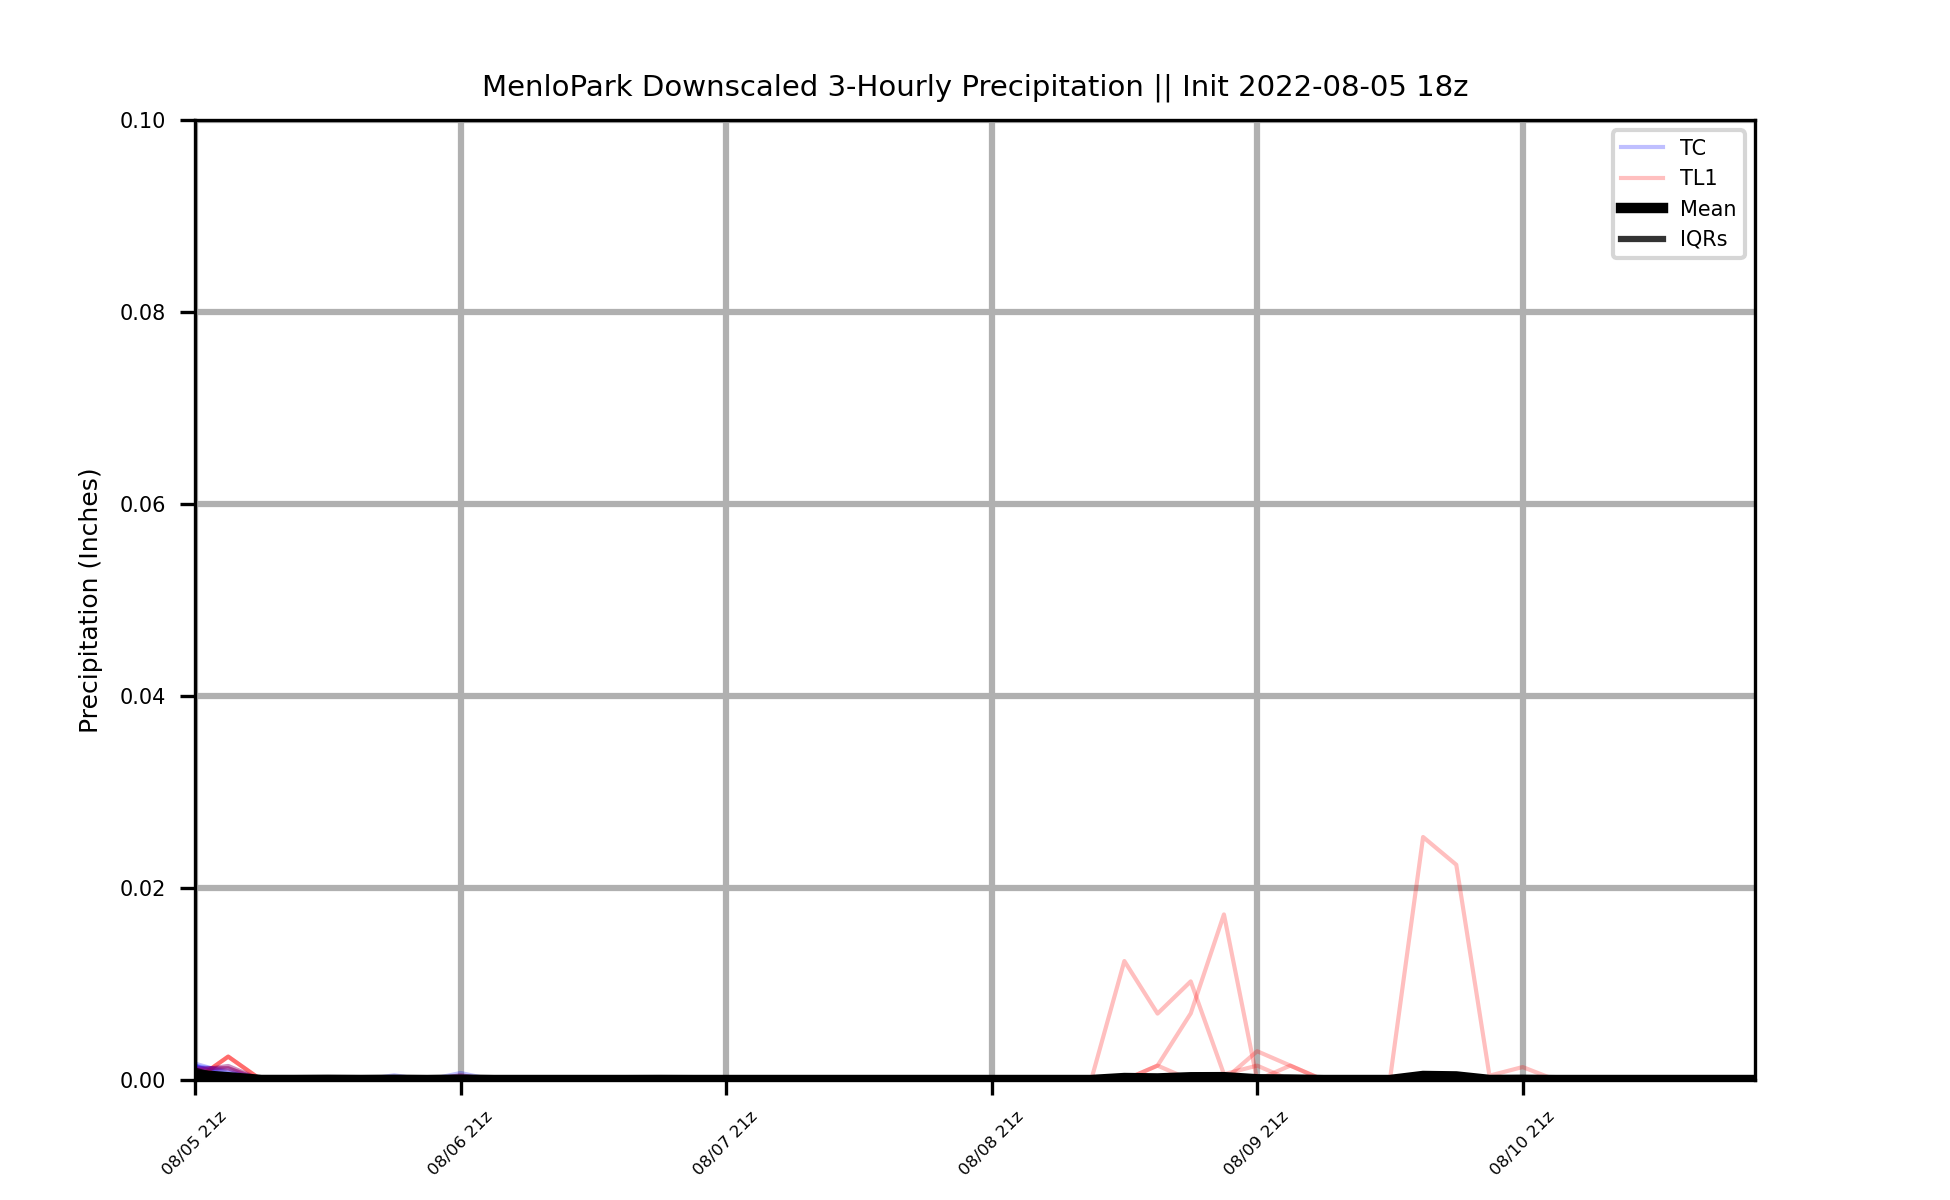 MenloPark Downscaled 3-Hourly Precipitation || Init 2022-08-05 18z
0.10
0.08
0.06
0.04
0.02
0.00
Precipitation (Inches)
TC
TL1
Mean
IQRs
08/05 21z
08/06 21z
08/07 21z
08/08 21z
08/09 21z
08/10 21z